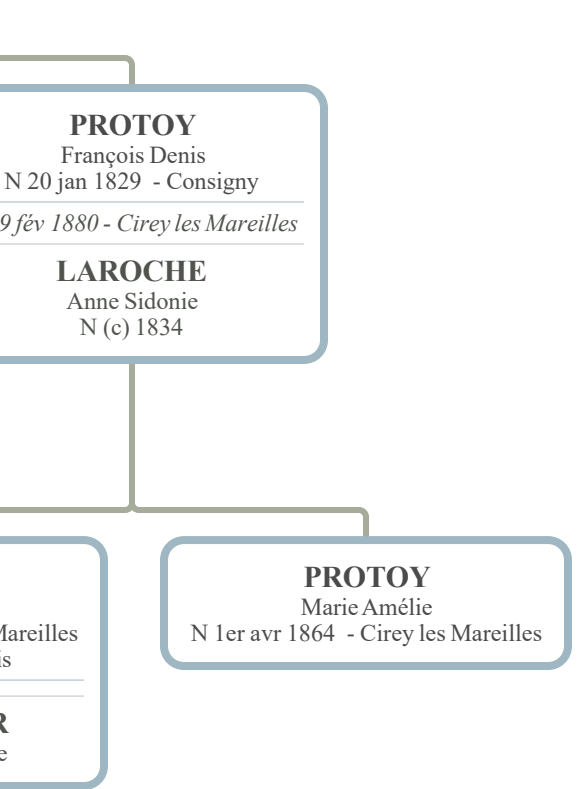 PROTOY
François Denis
N 20 jan 1829 - Consigny
9 fév 1880 - Cirey les Mareilles
LAROCHE
Anne Sidonie
N (c) 1834
PROTOY
Marie Amélie
N 1er avr 1864 - Cirey les Mareilles
Mareilles
is
R
e